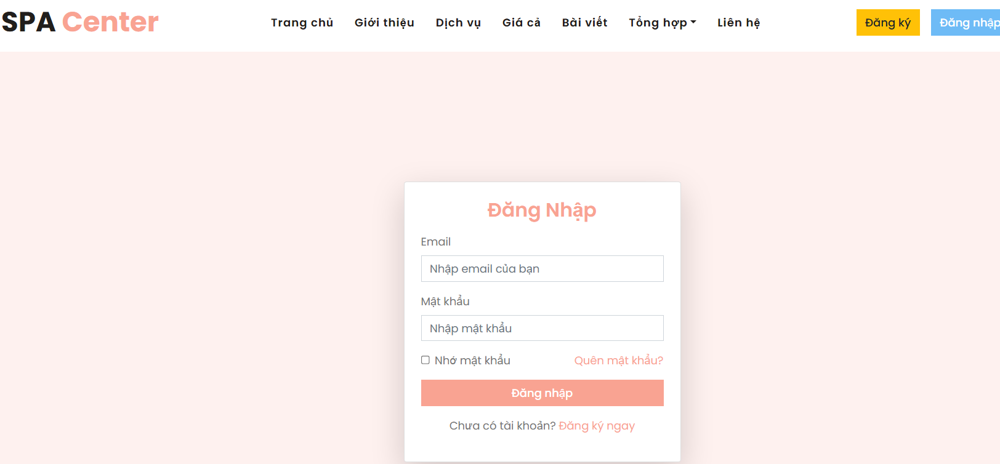 SPA Center Trang chủ Giới thiệu Dịch vụ Giá cả Bài viết Tổng hợp Liên hệ Đăng ký Đăng nhập
Đăng Nhập
Email
Nhập email của bạn
Mật khẩu
Nhập mật khẩu
Nhớ mật khẩu Quên mật khẩu?
Đăng nhập
Chưa có tài khoản? Đăng ký ngay